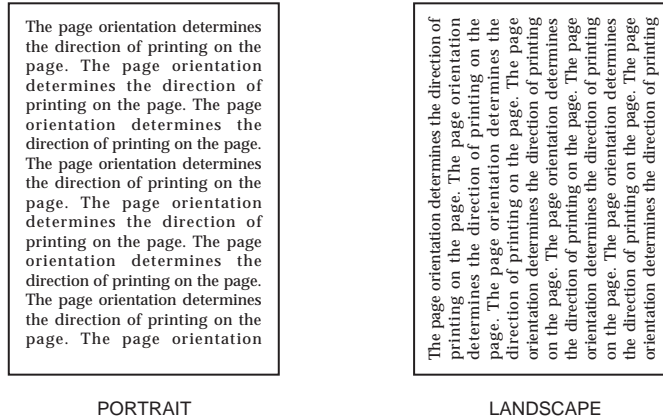 The page orientation determines
the direction of printing on the
page. The page orientation
determines the direction of
printing on the page. The page
orientation determines the
direction of printing on the page.
The page orientation determines
the direction of printing on the
page. The page orientation
determines the direction of
printing on the page. The page
orientation determines the
direction of printing on the page.
The page orientation determines
the direction of printing on the
page. The page orientation
PORTRAIT
The page orientation determines the direction of
printing on the page. The page orientation
determines the direction of printing on the
page. The page orientation determines the
direction of printing on the page. The page
orientation determines the direction of printing
on the page. The page orientation determines
the direction of printing on the page. The page
orientation determines the direction of printing
on the page. The page orientation determines
the direction of printing on the page. The page
orientation determines the direction of printing
LANDSCAPE